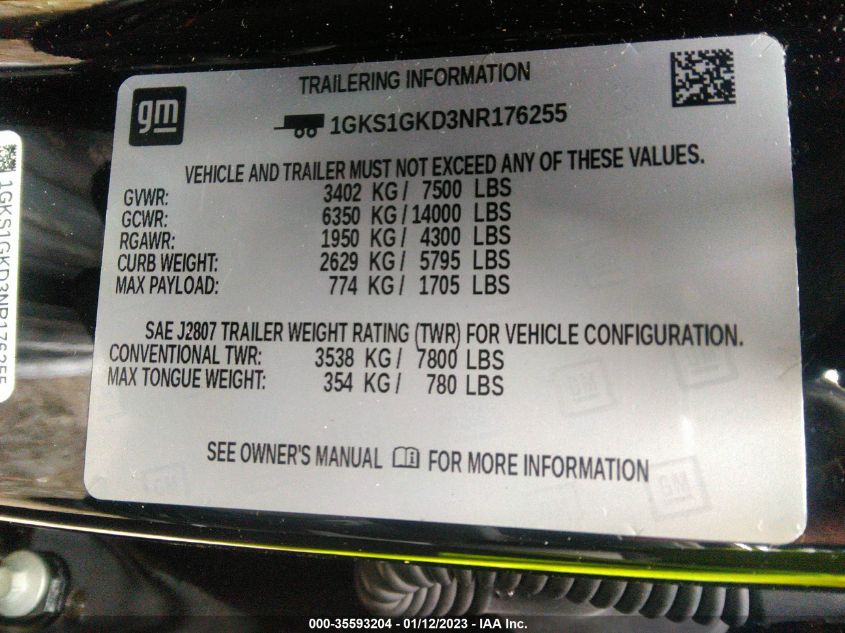 gm
TRAILERING INFORMATION
1GKS1GKD3NR176255
VEHICLE AND TRAILER MUST NOT EXCEED ANY OF THESE VALUES.
GVWR: 3402 KG / 7500 LBS
GCWR: 6350 KG / 14000 LBS
RGAWR: 1950 KG / 4300 LBS
CURB WEIGHT: 2629 KG / 5795 LBS
MAX PAYLOAD: 774 KG / 1705 LBS
SAE J2807 TRAILER WEIGHT RATING (TWR) FOR VEHICLE CONFIGURATION.
CONVENTIONAL TWR: 3538 KG / 7800 LBS
MAX TONGUE WEIGHT: 354 KG / 780 LBS
SEE OWNER'S MANUAL FOR MORE INFORMATION
GM
GM
1GKS1GKD3NR176255
000-35593204 - 01/12/2023 - IAA Inc.